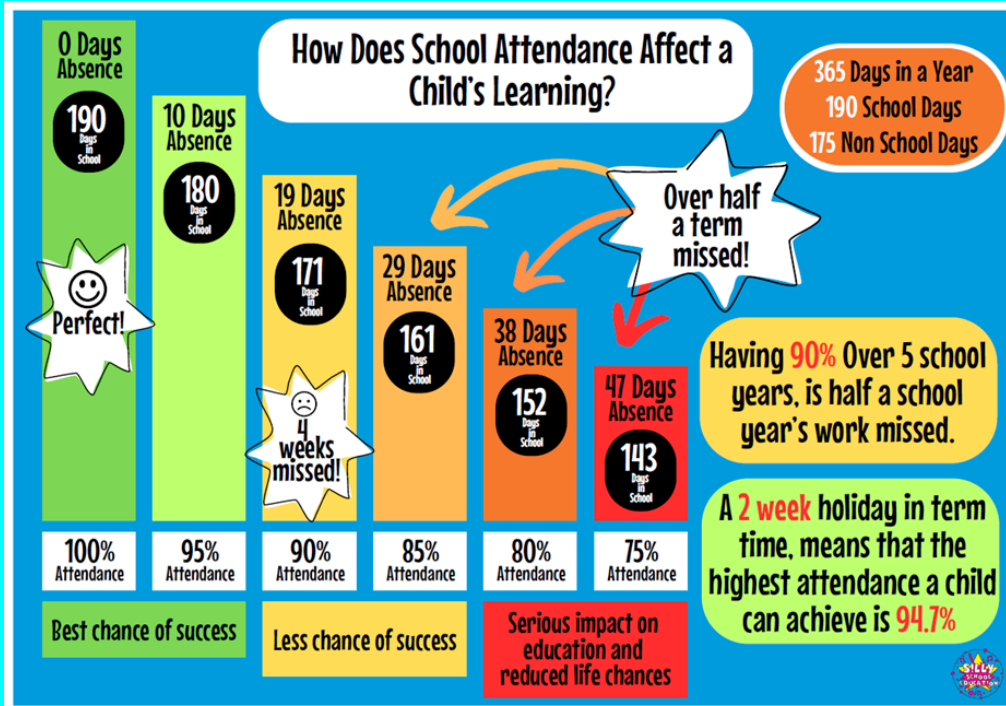 How Does School Attendance Affect a
Child's Learning?
365 Days in a Year
190 School Days
175 Non School Days
0 Days
Absence
190
Days
in
School
Perfect!
100%
Attendance
10 Days
Absence
180
Days
in
School
95%
Attendance
Best chance of success
19 Days
Absence
171
Days
in
School
4
weeks
missed!
90%
Attendance
29 Days
Absence
161
Days
in
School
85%
Attendance
Less chance of success
38 Days
Absence
152
Days
in
School
80%
Attendance
47 Days
Absence
143
Days
in
School
75%
Attendance
Serious impact on
education and
reduced life chances
Over half
a term
missed!
Having 90% Over 5 school
years, is half a school
year's work missed.
A 2 week holiday in term
time, means that the
highest attendance a child
can achieve is 94.7%
SILLY
SCHOOL
EDUCATION